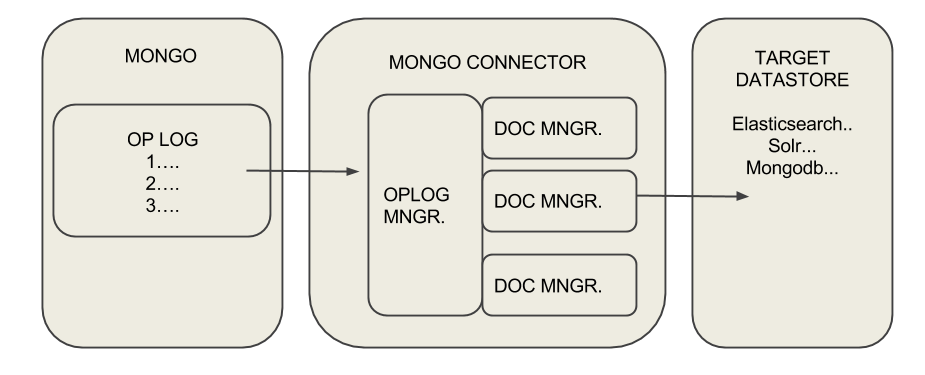 MONGO
OP LOG
1....
2....
3....
MONGO CONNECTOR
OPLOG
MNGR.
DOC MNGR.
DOC MNGR.
DOC MNGR.
TARGET
DATASTORE
Elasticsearch..
Solr...
Mongodb...